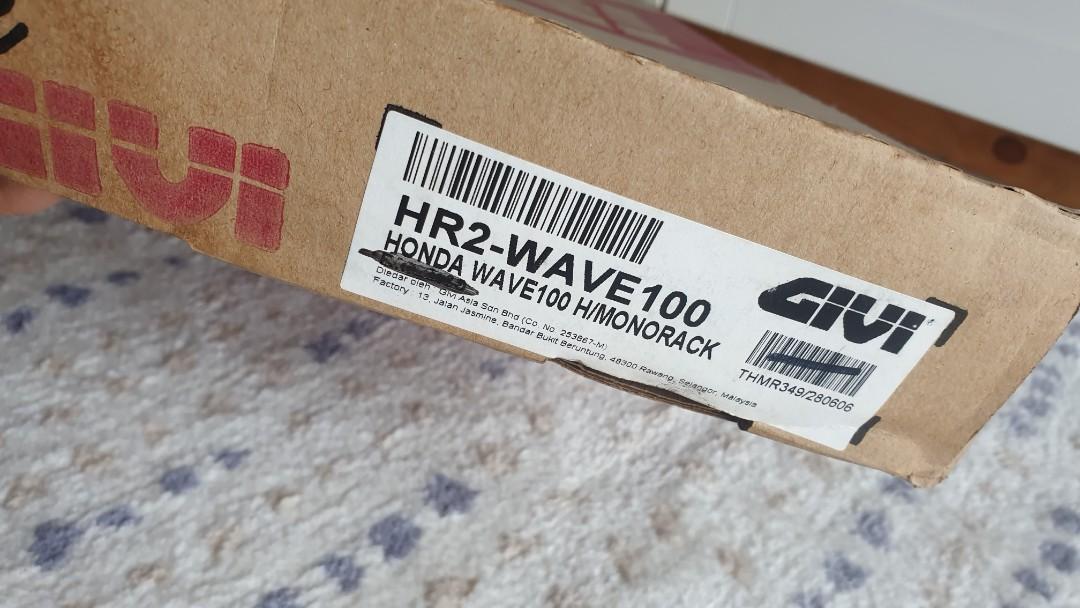 GIVI
HR2-WAVE100
HONDA WAVE100 H/MONORACK
Diedar oleh : GIVI Asia Sdn Bhd (Co. No. 253867-M)
Factory : 13, Jalan Jasmine, Bandar Bukit Beruntung, 48300 Rawang, Selangor, Malaysia
GIVI
THMR349/280606